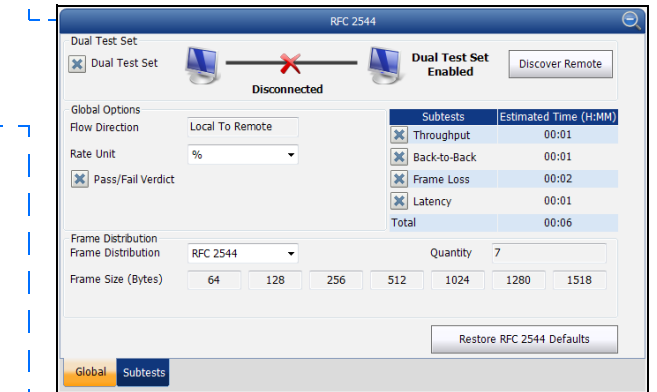 RFC 2544
Dual Test Set
Dual Test Set
Disconnected
Dual Test Set
Enabled
Discover Remote
Global Options
Flow Direction Local To Remote
Rate Unit %
Pass/Fail Verdict
Subtests Estimated Time (H:MM)
Throughput 00:01
Back-to-Back 00:01
Frame Loss 00:02
Latency 00:01
Total 00:06
Frame Distribution
Frame Distribution RFC 2544 Quantity 7
Frame Size (Bytes) 64 128 256 512 1024 1280 1518
Restore RFC 2544 Defaults
Global Subtests